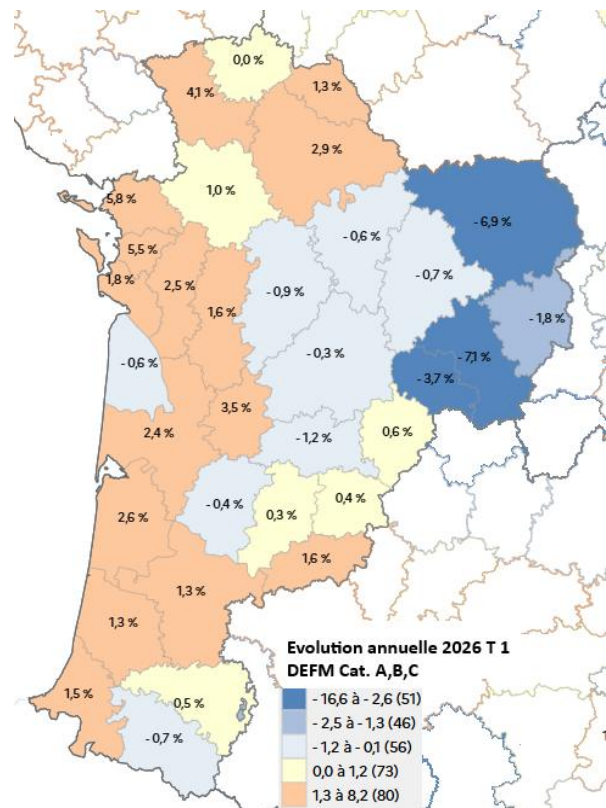 0,0 %
4,1 %
1,3 %
2,9 %
1,0 %
5,8 %
- 6,9 %
- 0,6 %
5,5 %
- 0,7 %
1,8 %
2,5 %
- 0,9 %
1,6 %
- 1,8 %
- 0,3 %
- 7,1 %
- 0,6 %
- 3,7 %
3,5 %
2,4 %
- 1,2 %
0,6 %
- 0,4 %
0,4 %
0,3 %
2,6 %
1,6 %
1,3 %
1,3 %
1,5 %
0,5 %
- 0,7 %
Evolution annuelle 2026 T 1
DEFM Cat. A,B,C
- 16,6 à - 2,6 (51)
- 2,5 à - 1,3 (46)
- 1,2 à - 0,1 (56)
0,0 à 1,2 (73)
1,3 à 8,2 (80)